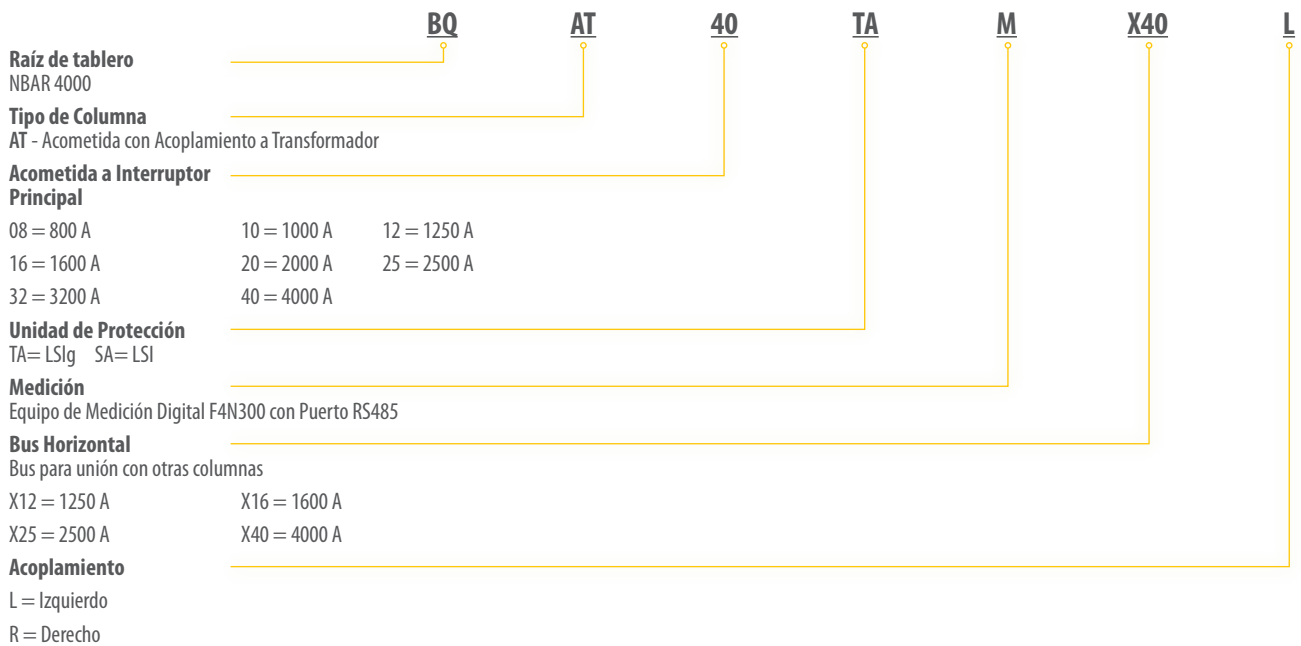 BQ AT 40 TA M X40 L
Raíz de tablero
NBAR 4000
Tipo de Columna
AT - Acometida con Acoplamiento a Transformador
Acometida a Interruptor
Principal
08 = 800 A 10 = 1000 A 12 = 1250 A
16 = 1600 A 20 = 2000 A 25 = 2500 A
32 = 3200 A 40 = 4000 A
Unidad de Protección
TA= LSIg SA= LSI
Medición
Equipo de Medición Digital F4N300 con Puerto RS485
Bus Horizontal
Bus para unión con otras columnas
X12 = 1250 A X16 = 1600 A
X25 = 2500 A X40 = 4000 A
Acoplamiento
L = Izquierdo
R = Derecho